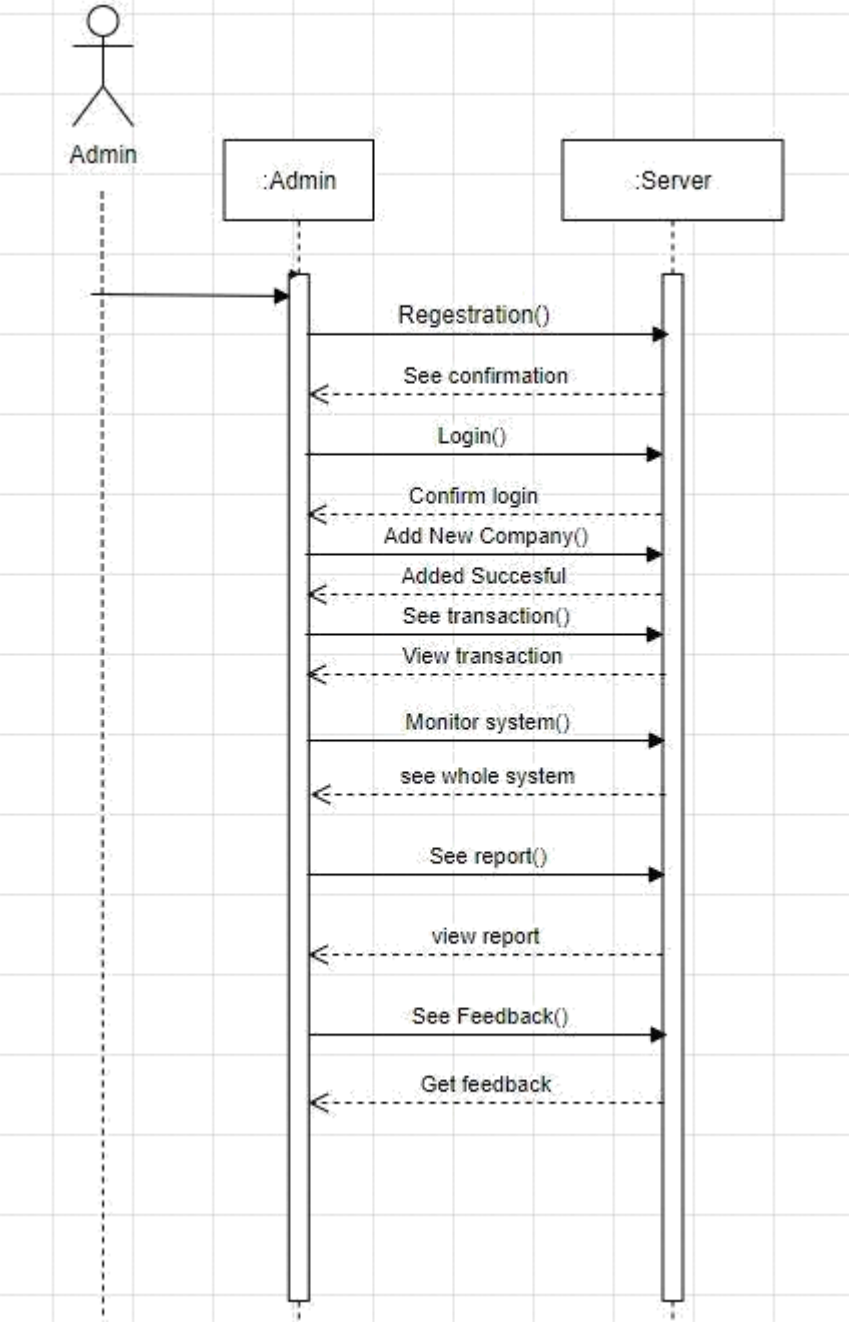 Admin
:Admin
:Server
Regestration()
See confirmation
Login()
Confirm login
Add New Company()
Added Succesful
See transaction()
View transaction
Monitor system()
see whole system
See report()
view report
See Feedback()
Get feedback